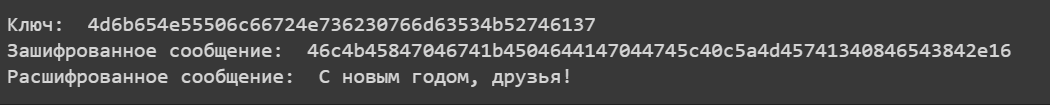 Ключ:  4d6b654e55506c66724e736230766d63534b52746137
Зашифрованное сообщение:  46c4b45847046741b4504644147044745c40c5a4d45741340846543842e16
Расшифрованное сообщение:  С новым годом, друзья!